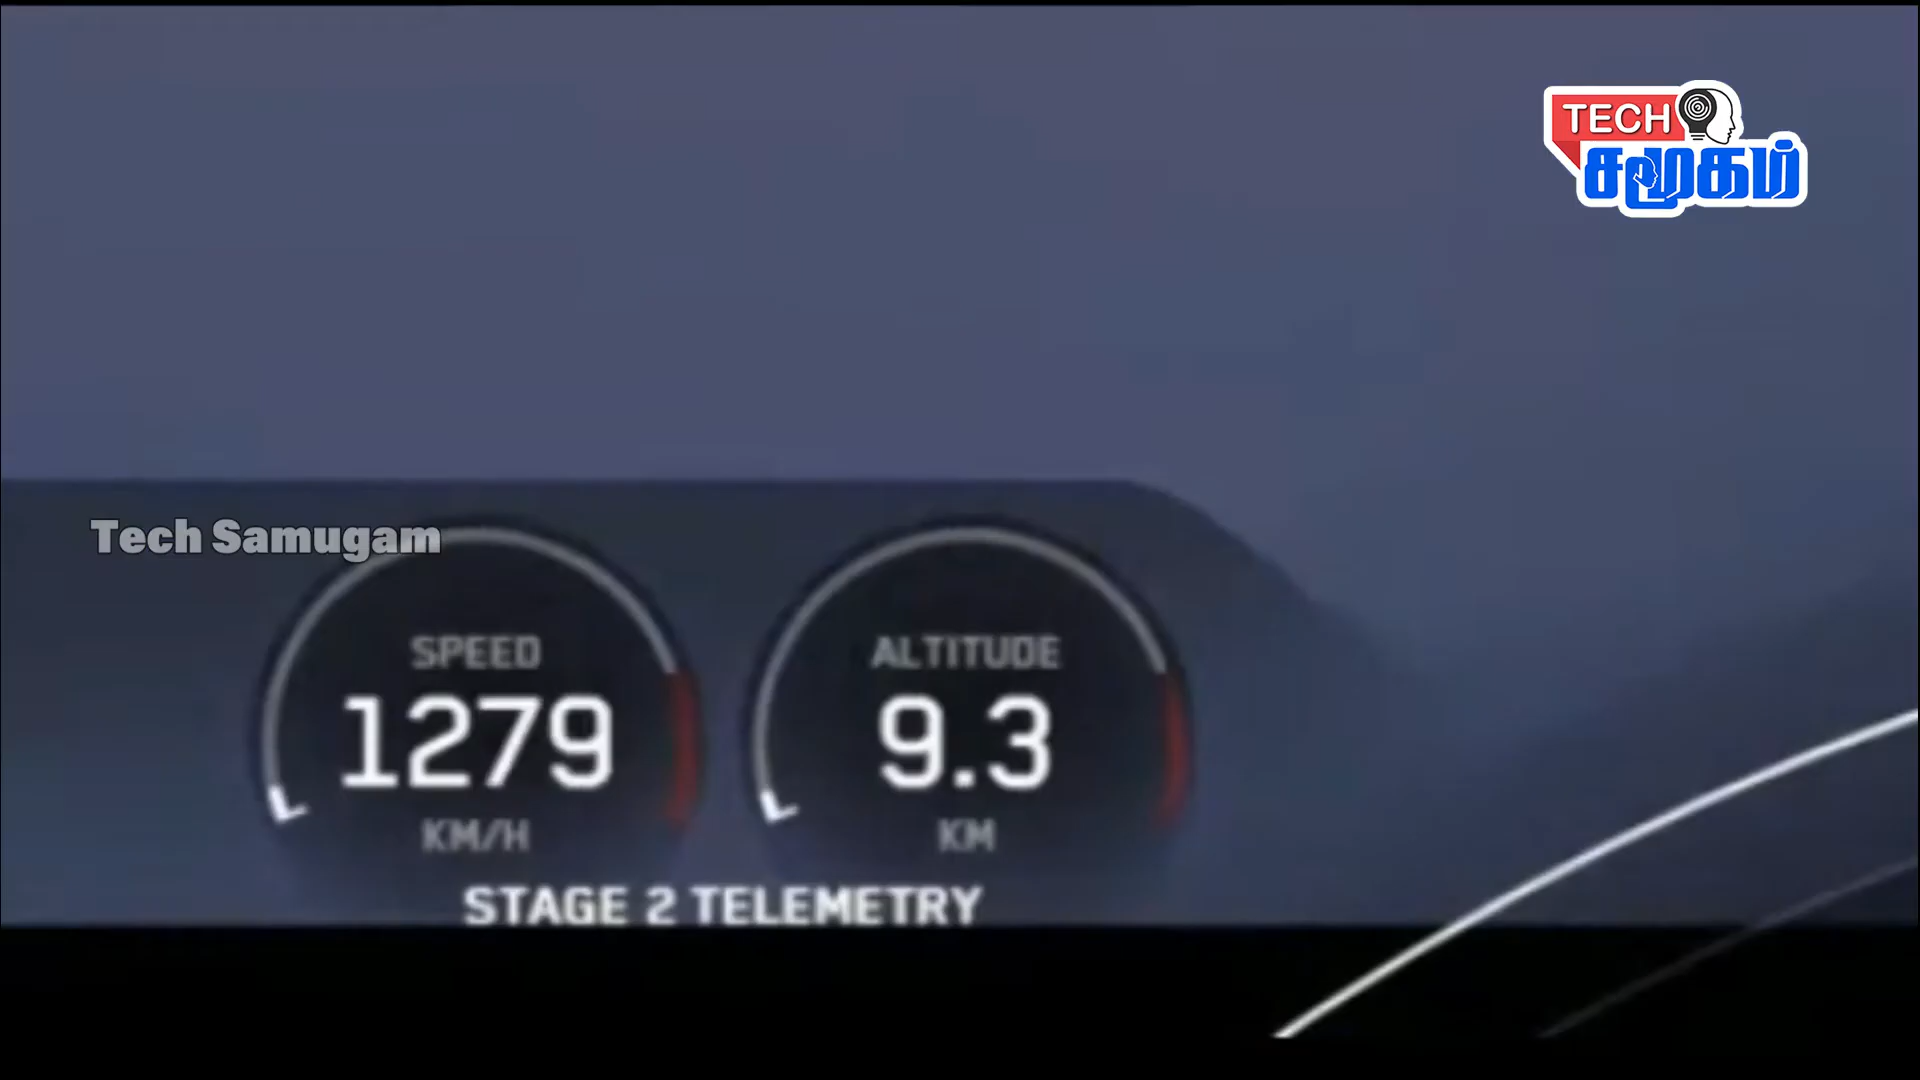 TECH
சமூகம்
Tech Samugam
SPEED
1279
KM/H
ALTITUDE
9.3
KM
STAGE 2 TELEMETRY